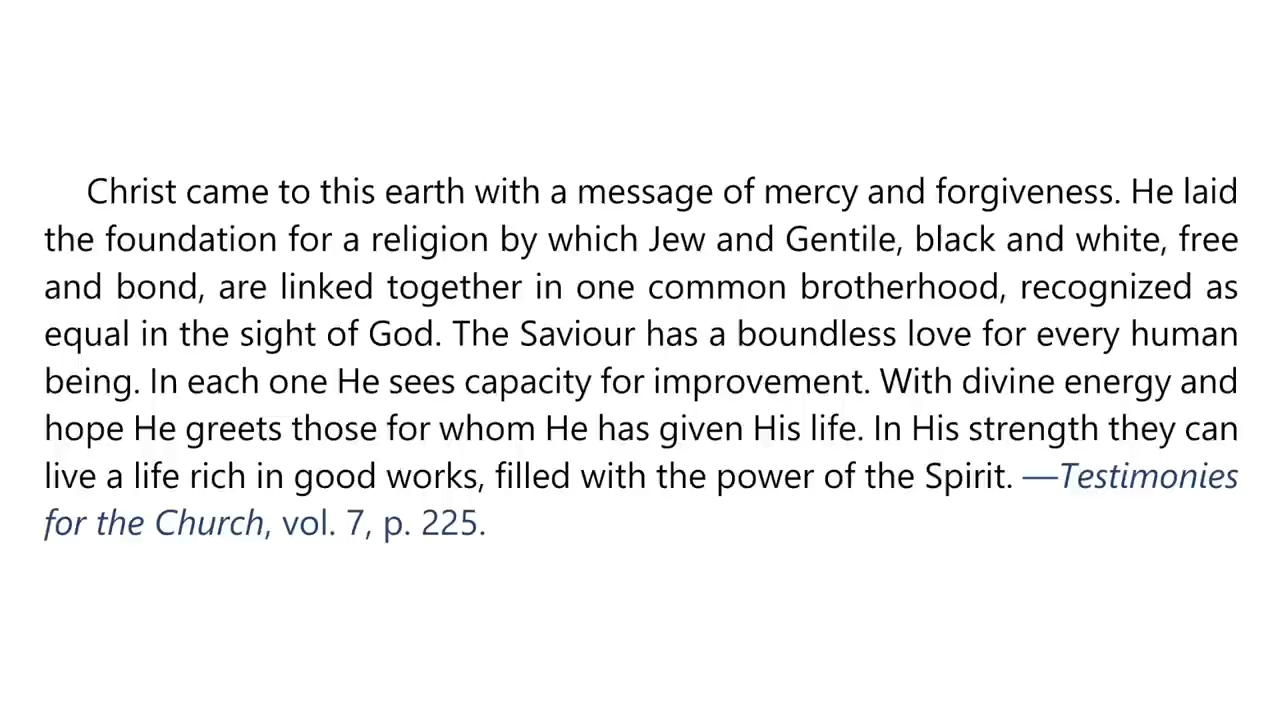 Christ came to this earth with a message of mercy and forgiveness. He laid
the foundation for a religion by which Jew and Gentile, black and white, free
and bond, are linked together in one common brotherhood, recognized as
equal in the sight of God. The Saviour has a boundless love for every human
being. In each one He sees capacity for improvement. With divine energy and
hope He greets those for whom He has given His life. In His strength they can
live a life rich in good works, filled with the power of the Spirit. —Testimonies
for the Church, vol. 7, p. 225.